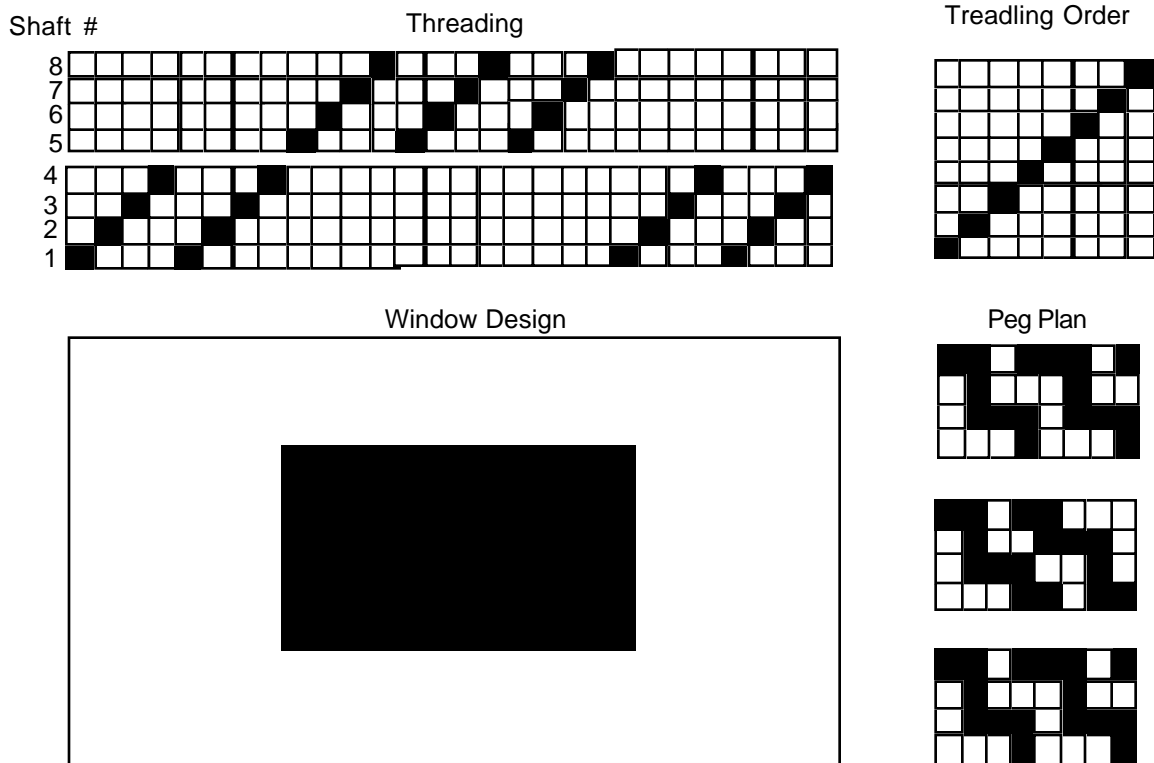 Shaft #
Threading
Treadling Order
8
7
6
5
4
3
2
1
Window Design
Peg Plan